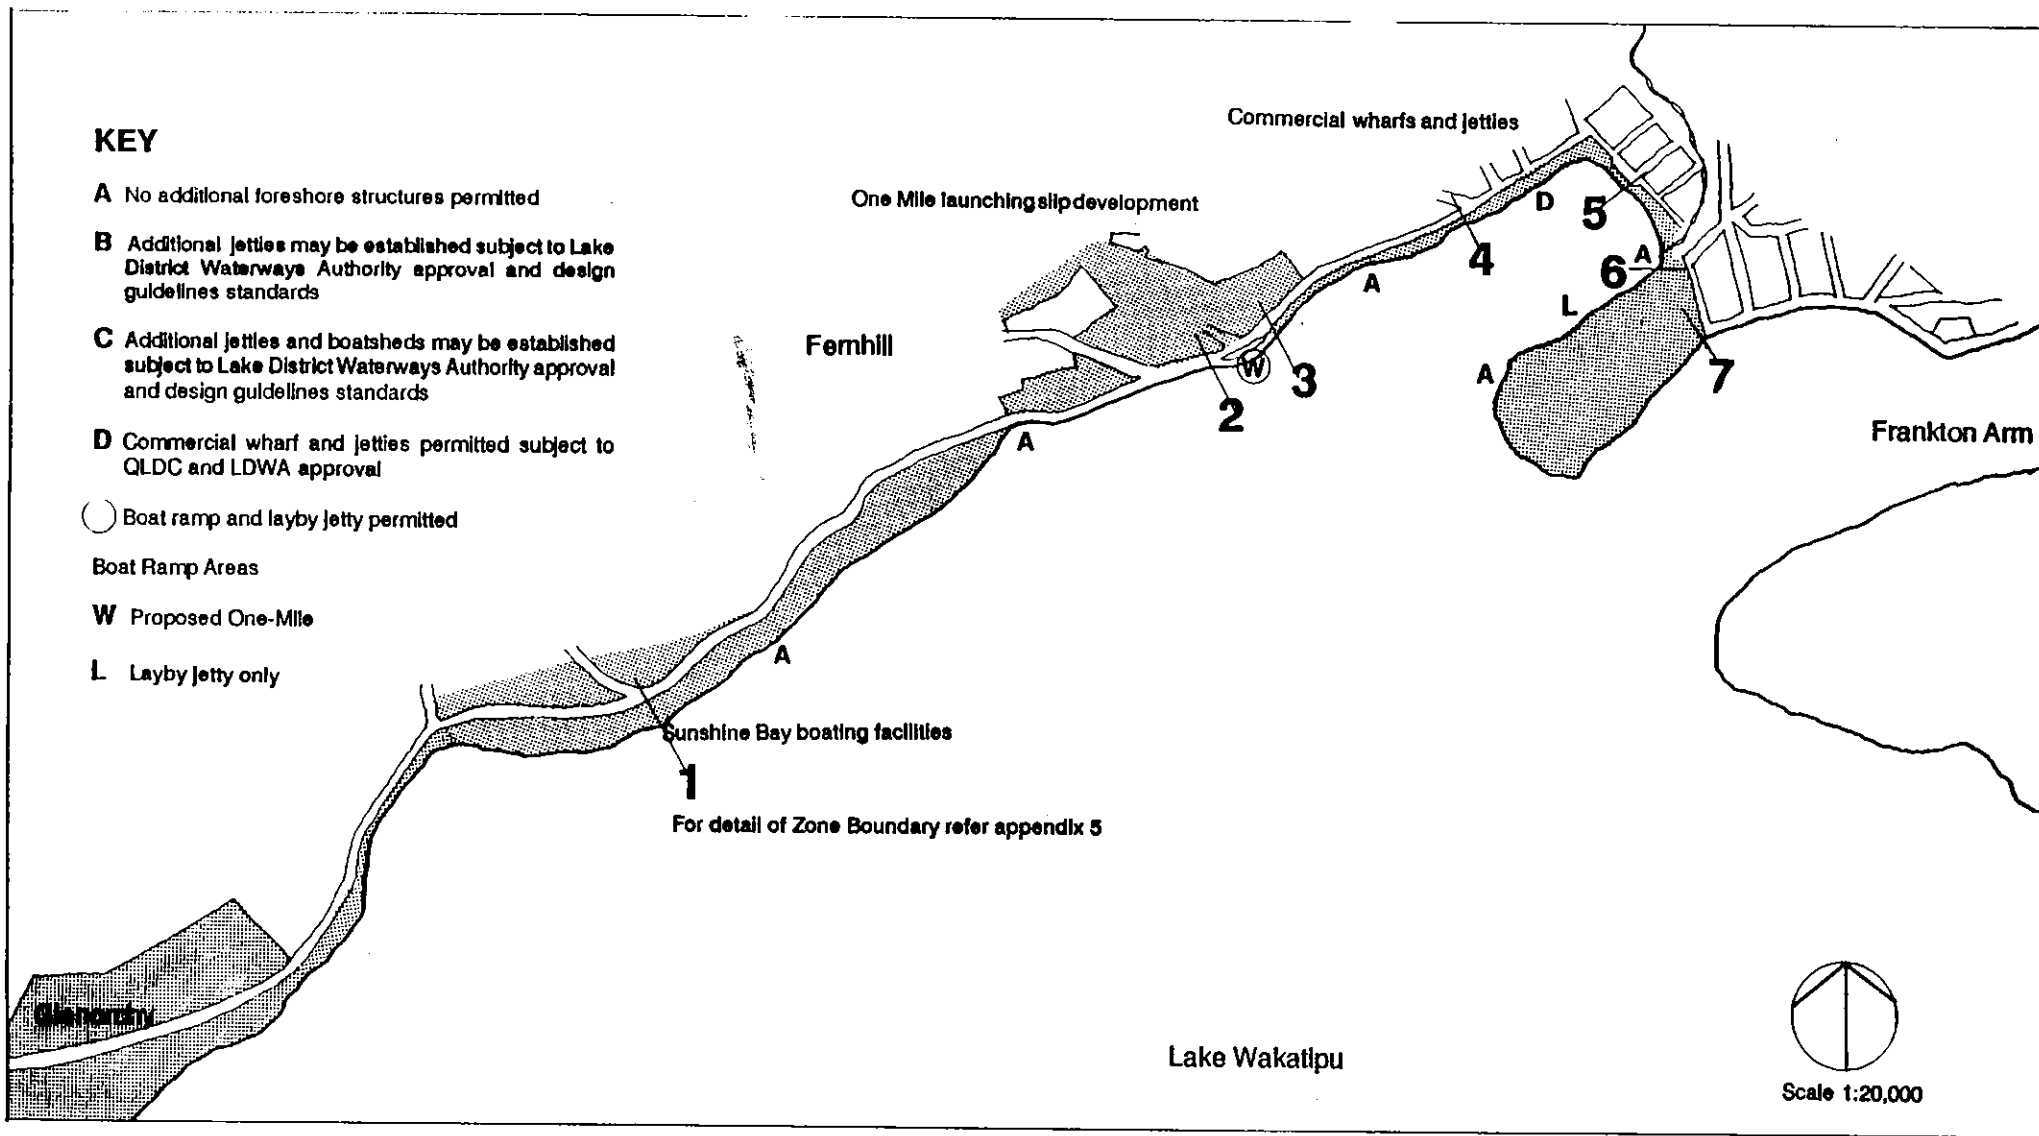 KEY
A No additional foreshore structures permitted
B Additional jetties may be established subject to Lake
District Waterways Authority approval and design
guidelines standards
C Additional jetties and boatsheds may be established
subject to Lake District Waterways Authority approval
and design guidelines standards
D Commercial wharf and jetties permitted subject to
QLDC and LDWA approval
Boat ramp and layby jetty permitted
Boat Ramp Areas
W Proposed One-Mile
L Layby jetty only
Commercial wharfs and jetties
One Mile launching slip development
Fernhill
D
5
4
6
A
A
L
W
3
A
7
2
Frankton Arm
A
A
Sunshine Bay boating facilities
1
For detail of Zone Boundary refer appendix 5
Glenorchy
Lake Wakatipu
Scale 1:20,000